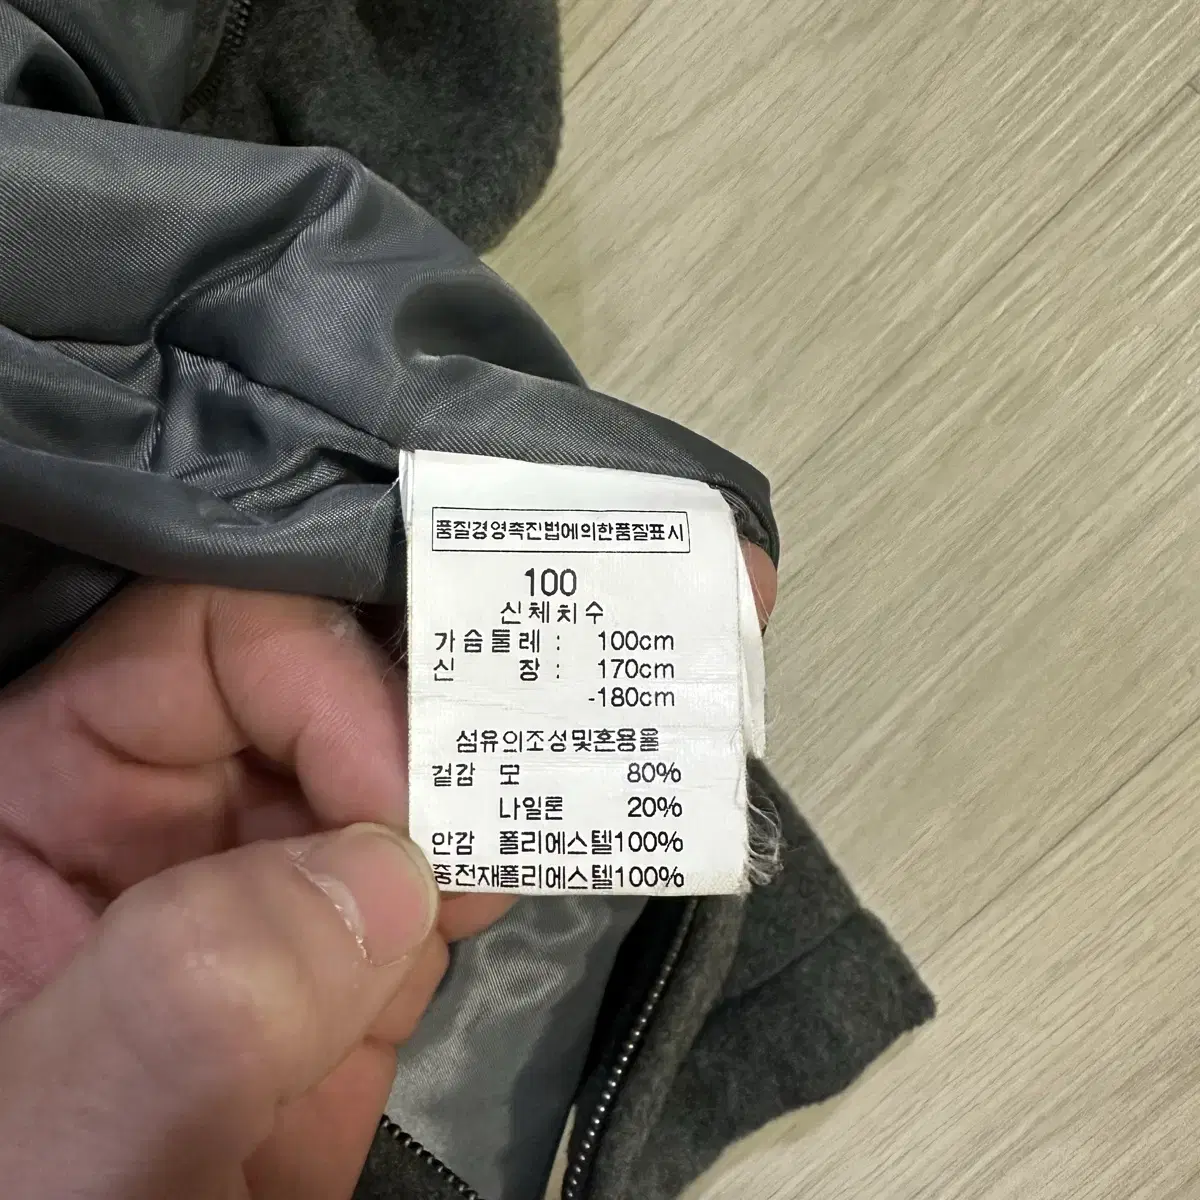 품질경영촉진법에의한품질표시
100
신체치수
가슴둘레 : 100cm
신 장 : 170cm
-180cm
섬유의조성및혼용율
겉감 모 80%
나일론 20%
안감 폴리에스텔100%
충전재폴리에스텔100%